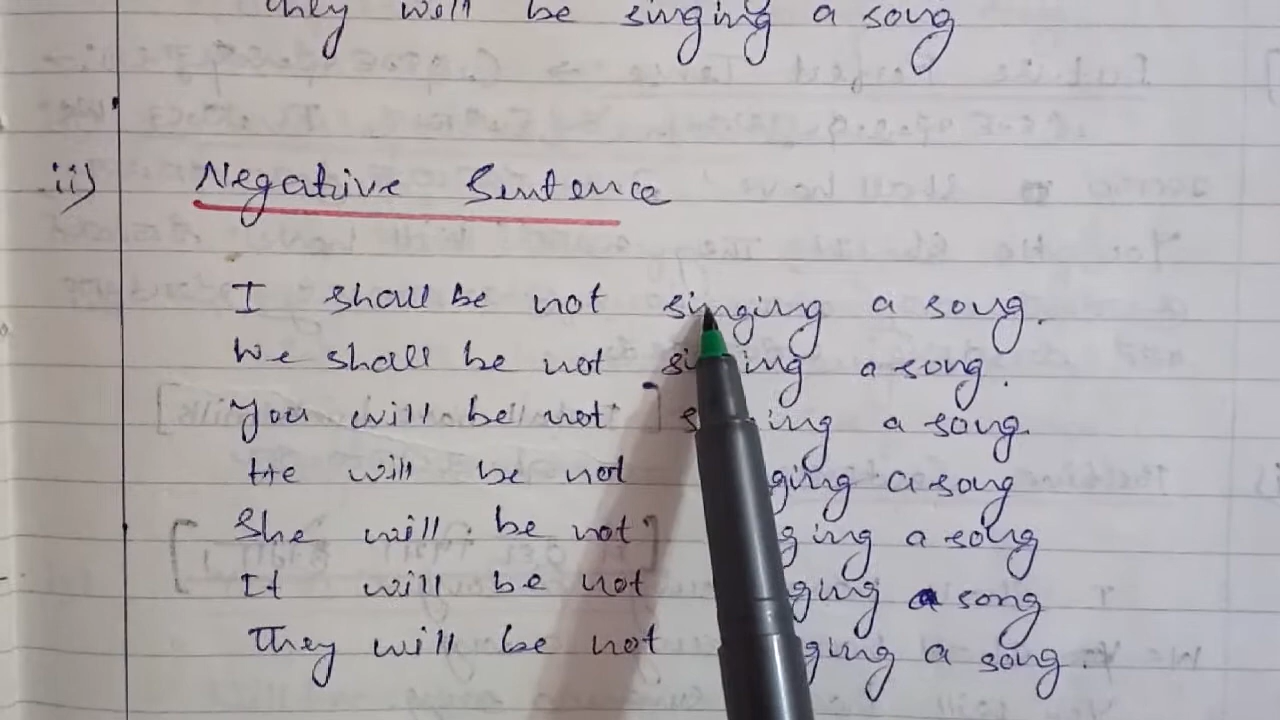 They will be singing a song
ii) Negative Sentence
I shall be not singing a song.
We shall be not singing a song.
You will be not singing a song
He will be not a song
She will be not a song
It will be not a song
They will be not a song.